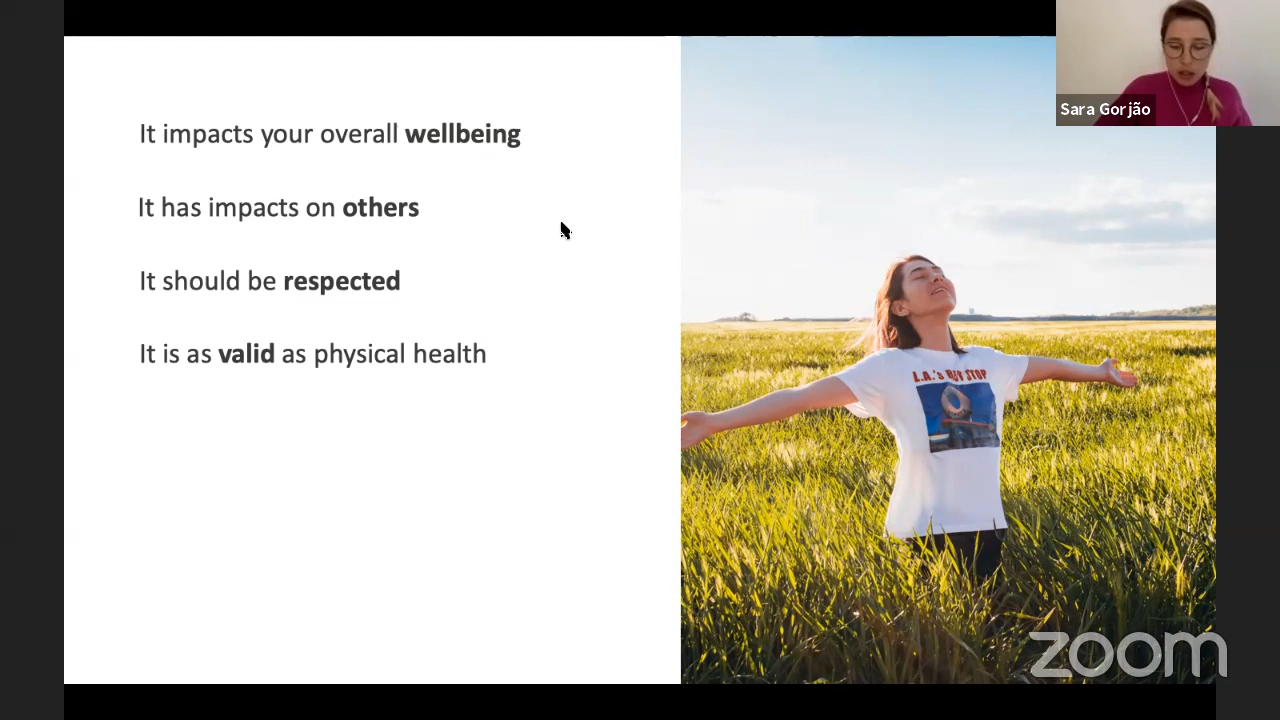 It impacts your overall wellbeing
It has impacts on others
It should be respected
It is as valid as physical health
Sara Gorjão
L.A.'s STOP
zoom